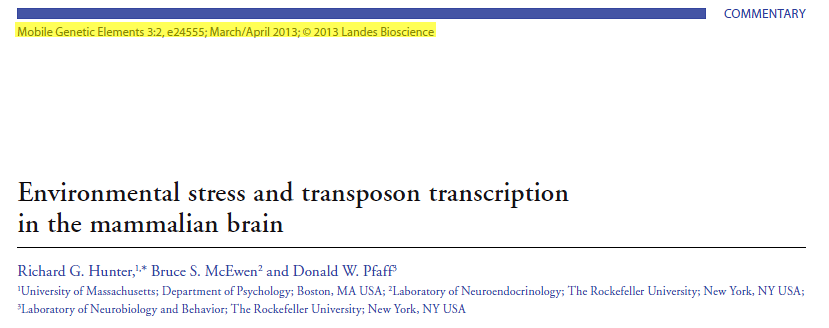 COMMENTARY
Mobile Genetic Elements 3:2, e24555; March/April 2013; © 2013 Landes Bioscience
Environmental stress and transposon transcription
in the mammalian brain
Richard G. Hunter,¹,* Bruce S. McEwen² and Donald W. Pfaff³
¹University of Massachusetts; Department of Psychology; Boston, MA USA; ²Laboratory of Neuroendocrinology; The Rockefeller University; New York, NY USA;
³Laboratory of Neurobiology and Behavior; The Rockefeller University; New York, NY USA